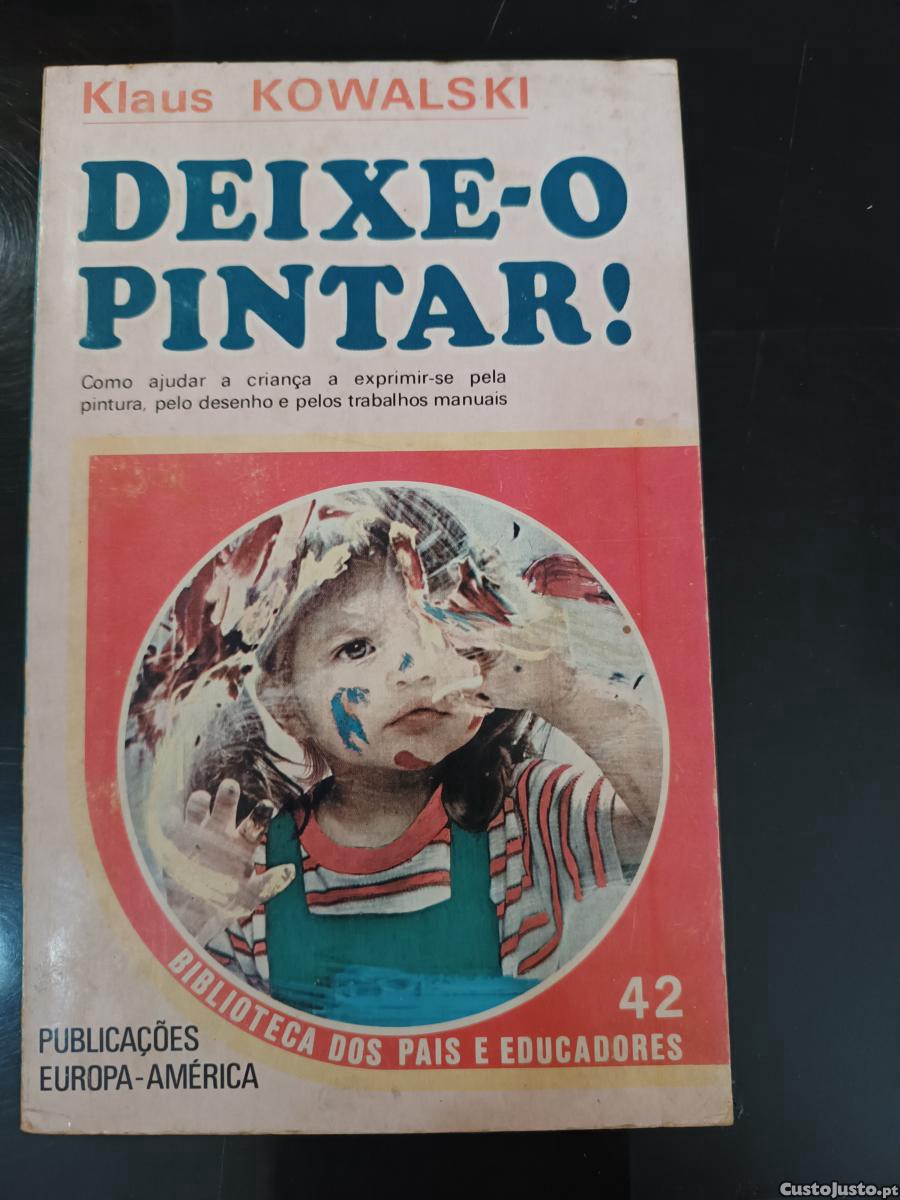 Klaus KOWALSKI
DEIXE-O
PINTAR!
Como ajudar a criança a exprimir-se pela
pintura, pelo desenho e pelos trabalhos manuais
42
BIBLIOTECA DOS PAIS E EDUCADORES
PUBLICAÇÕES
EUROPA-AMÉRICA
CustoJusto.pt